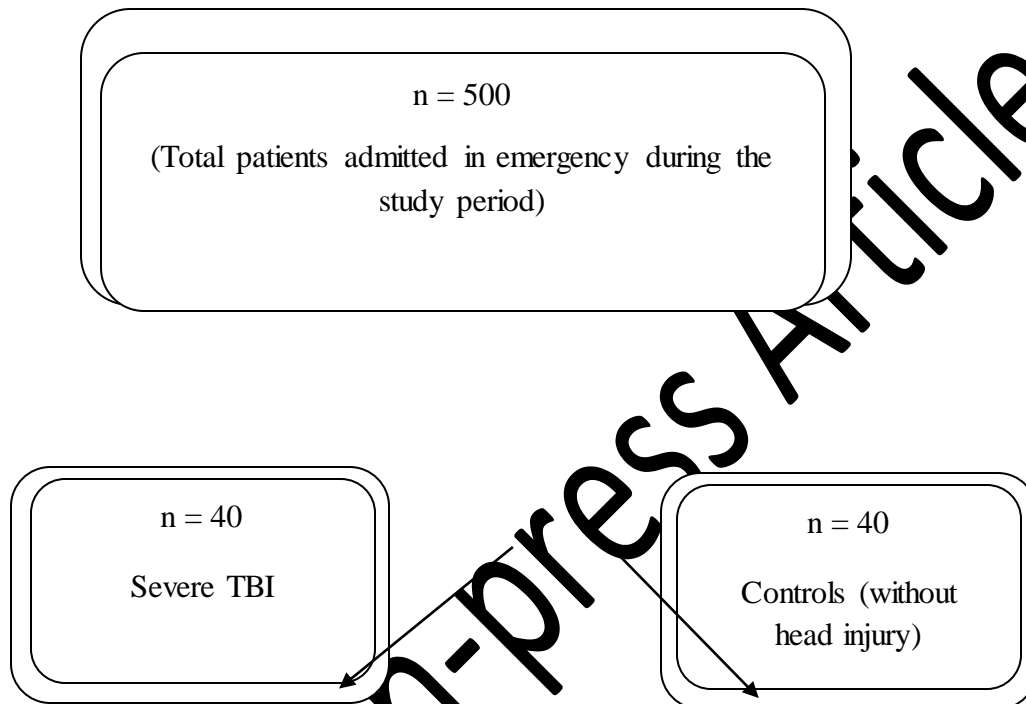 n = 500
(Total patients admitted in emergency during the
study period)
n = 40
Severe TBI
n = 40
Controls (without
head injury)
n-press Article